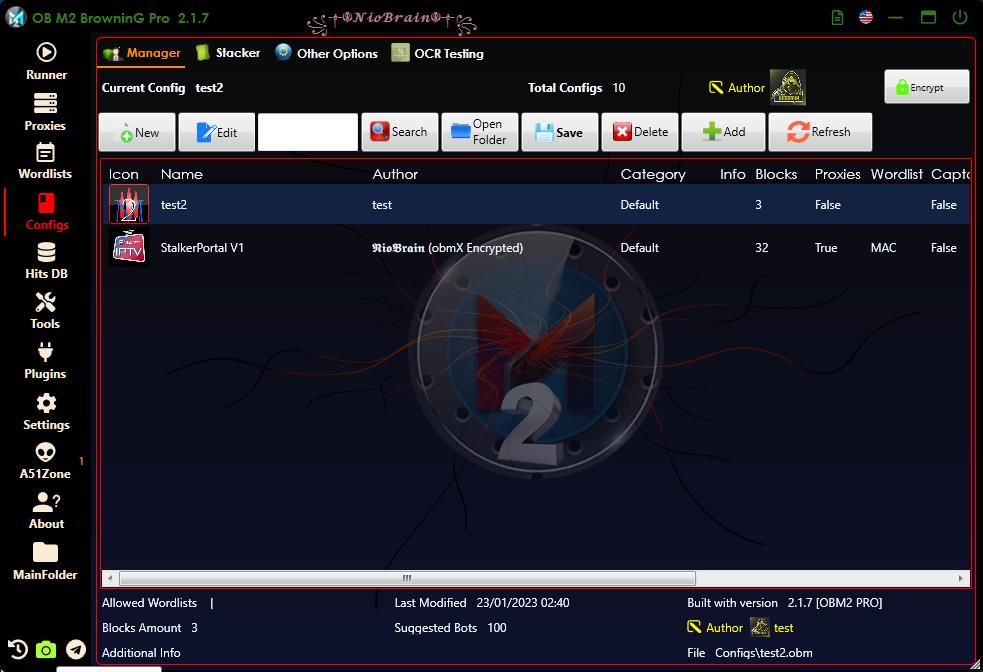 OB M2 BrowninG Pro 2.1.7
NioBrain
Runner
Proxies
Wordlists
Configs
Hits DB
Tools
Plugins
Settings
A51Zone 1
About
MainFolder
Manager Stacker Other Options OCR Testing
Current Config test2 Total Configs 10 Author Encrypt
New Edit Search Open Folder Save Delete Add Refresh
Icon Name Author Category Info Blocks Proxies Wordlist Captc
test2 test Default 3 False False
StalkerPortal V1 𝕹𝖎𝖔𝕭𝖗𝖆𝖎𝖓 (obmX Encrypted) Default 32 True MAC False
IPTV
2
Allowed Wordlists | Last Modified 23/01/2023 02:40 Built with version 2.1.7 [OBM2 PRO]
Blocks Amount 3 Suggested Bots 100 Author test
Additional Info File Configs\test2.obm